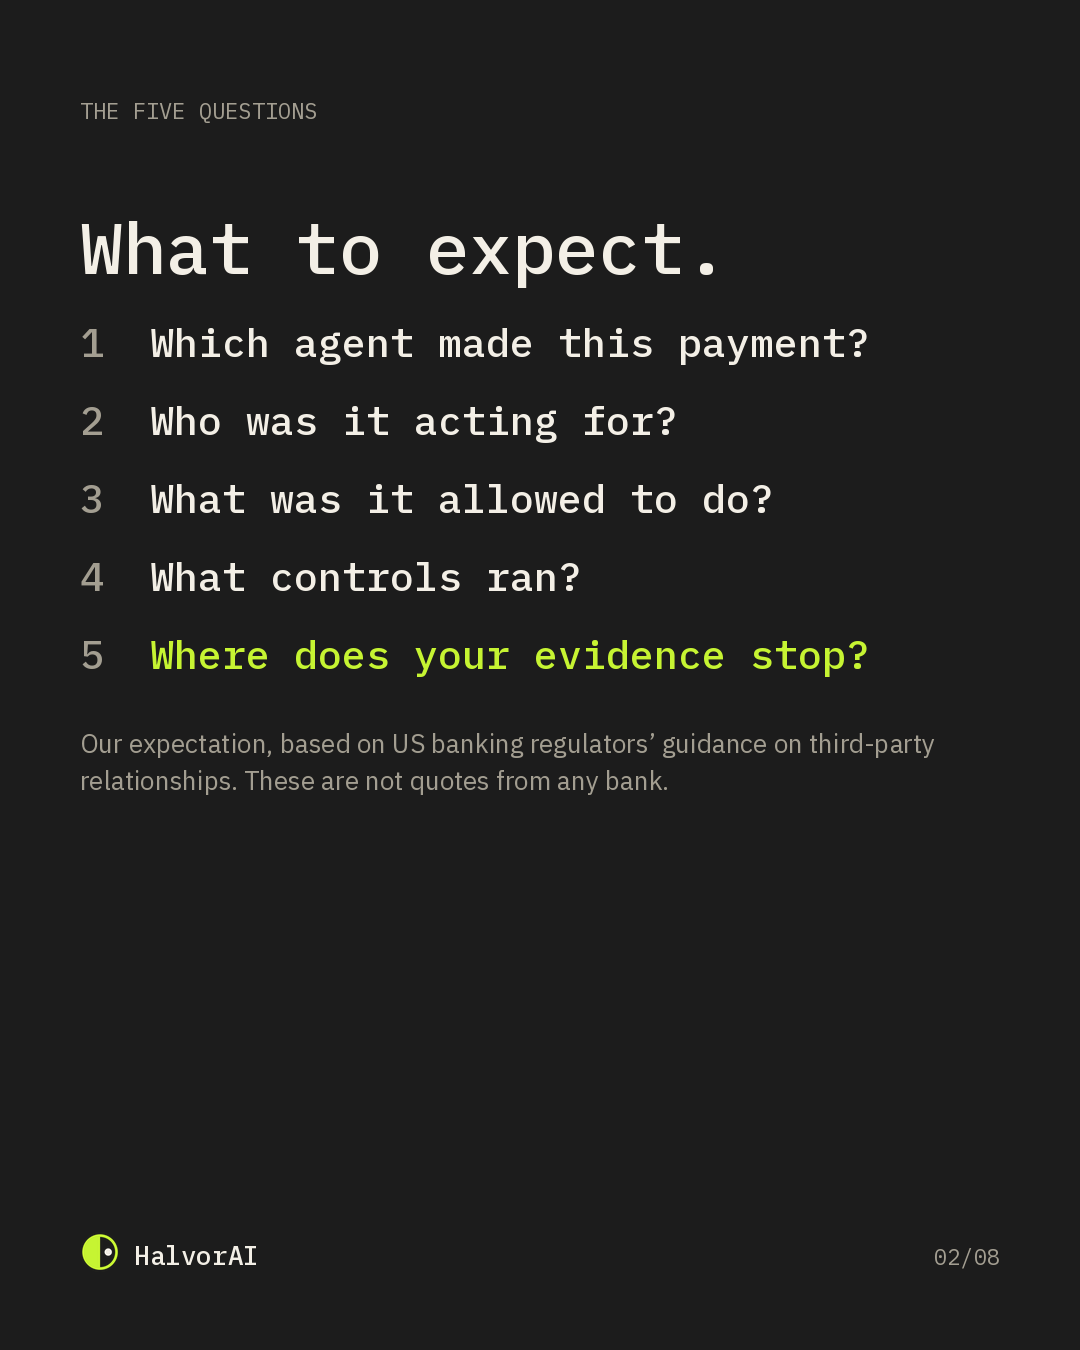 THE FIVE QUESTIONS
What to expect.
1 Which agent made this payment?
2 Who was it acting for?
3 What was it allowed to do?
4 What controls ran?
5 Where does your evidence stop?
Our expectation, based on US banking regulators’ guidance on third-party
relationships. These are not quotes from any bank.
HalvorAI
02/08